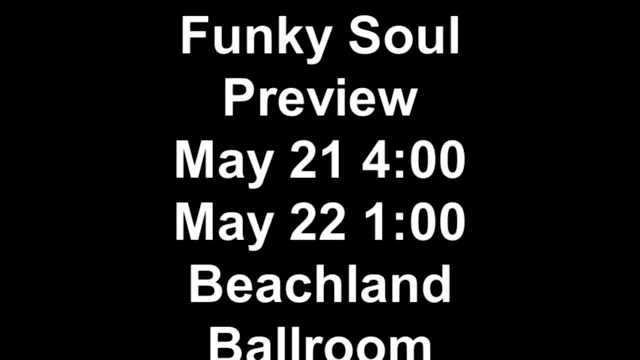 Funky Soul
Preview
May 21 4:00
May 22 1:00
Beachland
Ballroom